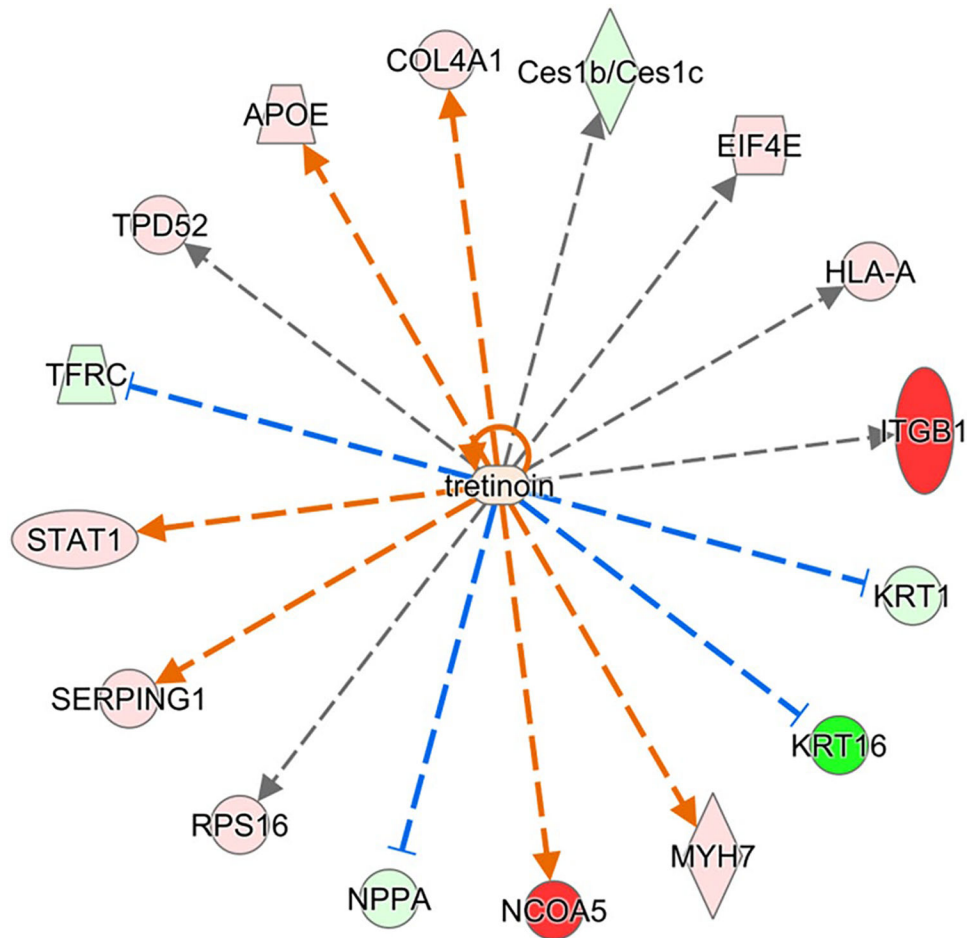 COL4A1
Ces1b/Ces1c
APOE
EIF4E
TPD52
HLA-A
TFRC
ITGB1
tretinoin
STAT1
KRT1
SERPING1
KRT16
RPS16
MYH7
NPPA
NCOA5